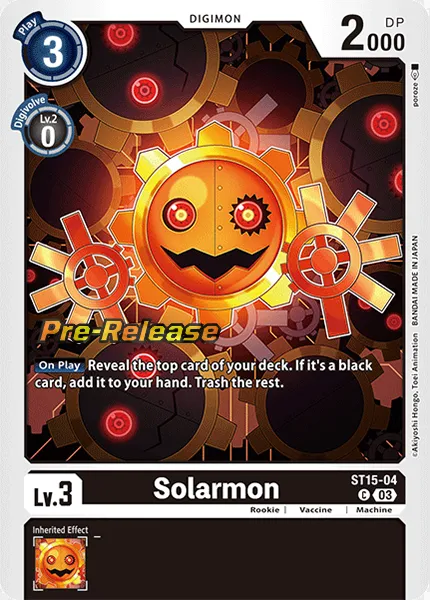 DIGIMON
Play
3
2000
DP
Digivolve
Lv.2
0
poroze
©Akiyoshi Hongo, Toei Animation BANDAI MADE IN JAPAN
Pre-Release
On Play Reveal the top card of your deck. If it's a black
card, add it to your hand. Trash the rest.
Lv.3
Solarmon
ST15-04
C 03
Rookie | Vaccine | Machine
Inherited Effect
–